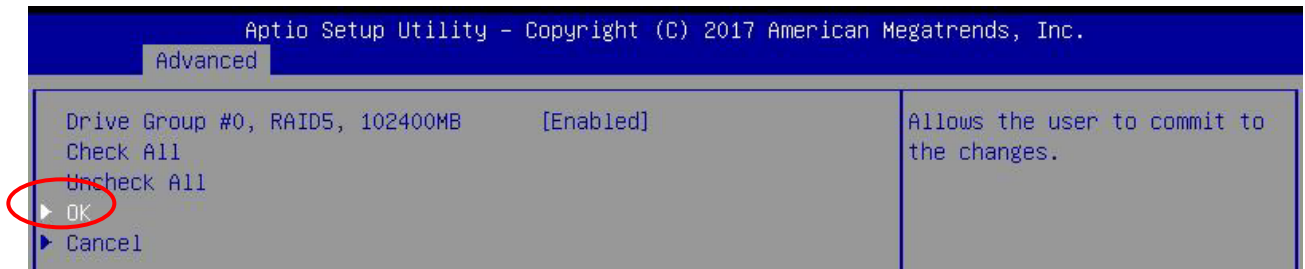 Aptio Setup Utility – Copyright (C) 2017 American Megatrends, Inc.
Advanced
Drive Group #0, RAID5, 102400MB [Enabled]
Check All
Uncheck All
OK
Cancel
Allows the user to commit to
the changes.